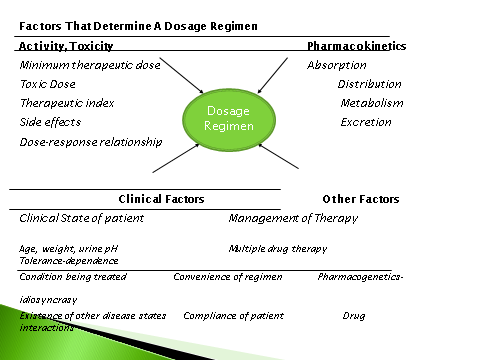 Factors That Determine A Dosage Regimen
Activity, Toxicity Pharmacokinetics
Minimum therapeutic dose Absorption
Toxic Dose Distribution
Therapeutic index Metabolism
Side effects Excretion
Dose-response relationship
Dosage
Regimen
Clinical Factors Other Factors
Clinical State of patient Management of Therapy
Age, weight, urine pH Multiple drug therapy
Tolerance-dependence
Condition being treated Convenience of regimen Pharmacogenetics-
idiosyncrasy
Existence of other disease states Compliance of patient Drug
interactions